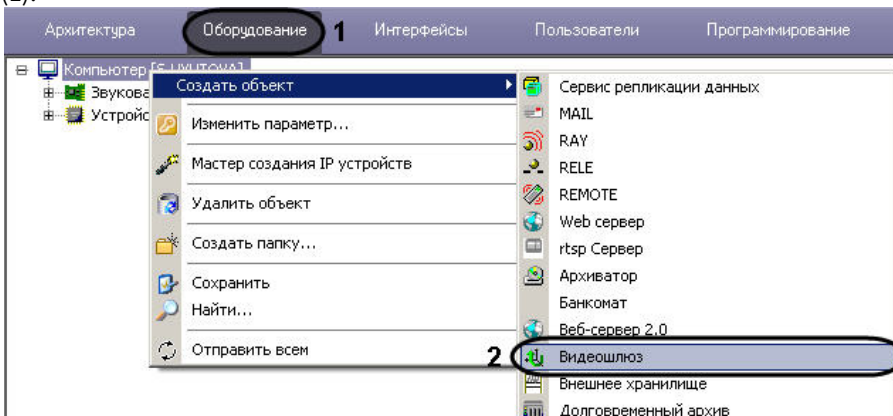 (2).
Архитектура Оборудование 1 Интерфейсы Пользователи Программирование
Компьютер
Создать объект
Изменить параметр...
Мастер создания IP устройств
Удалить объект
Создать папку...
Сохранить
Найти...
Отправить всем
Сервис репликации данных
MAIL
RAY
RELE
REMOTE
Web сервер
rtsp Сервер
Архиватор
Банкомат
Веб-сервер 2.0
2 Видеошлюз
Внешнее хранилище
Долговременный архив